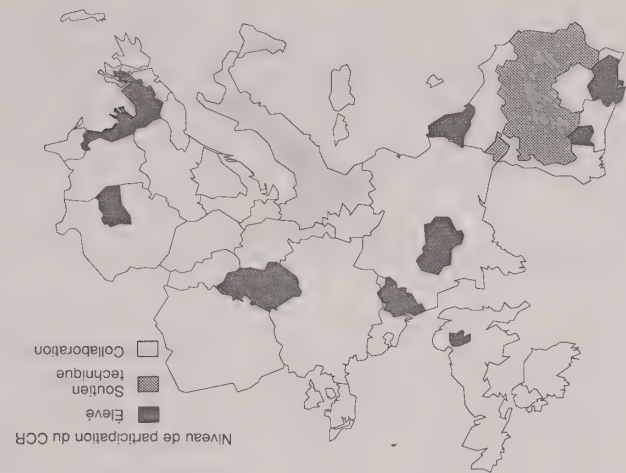 Niveau de participation du CCR
Élevé
Soutien
technique
Collaboration